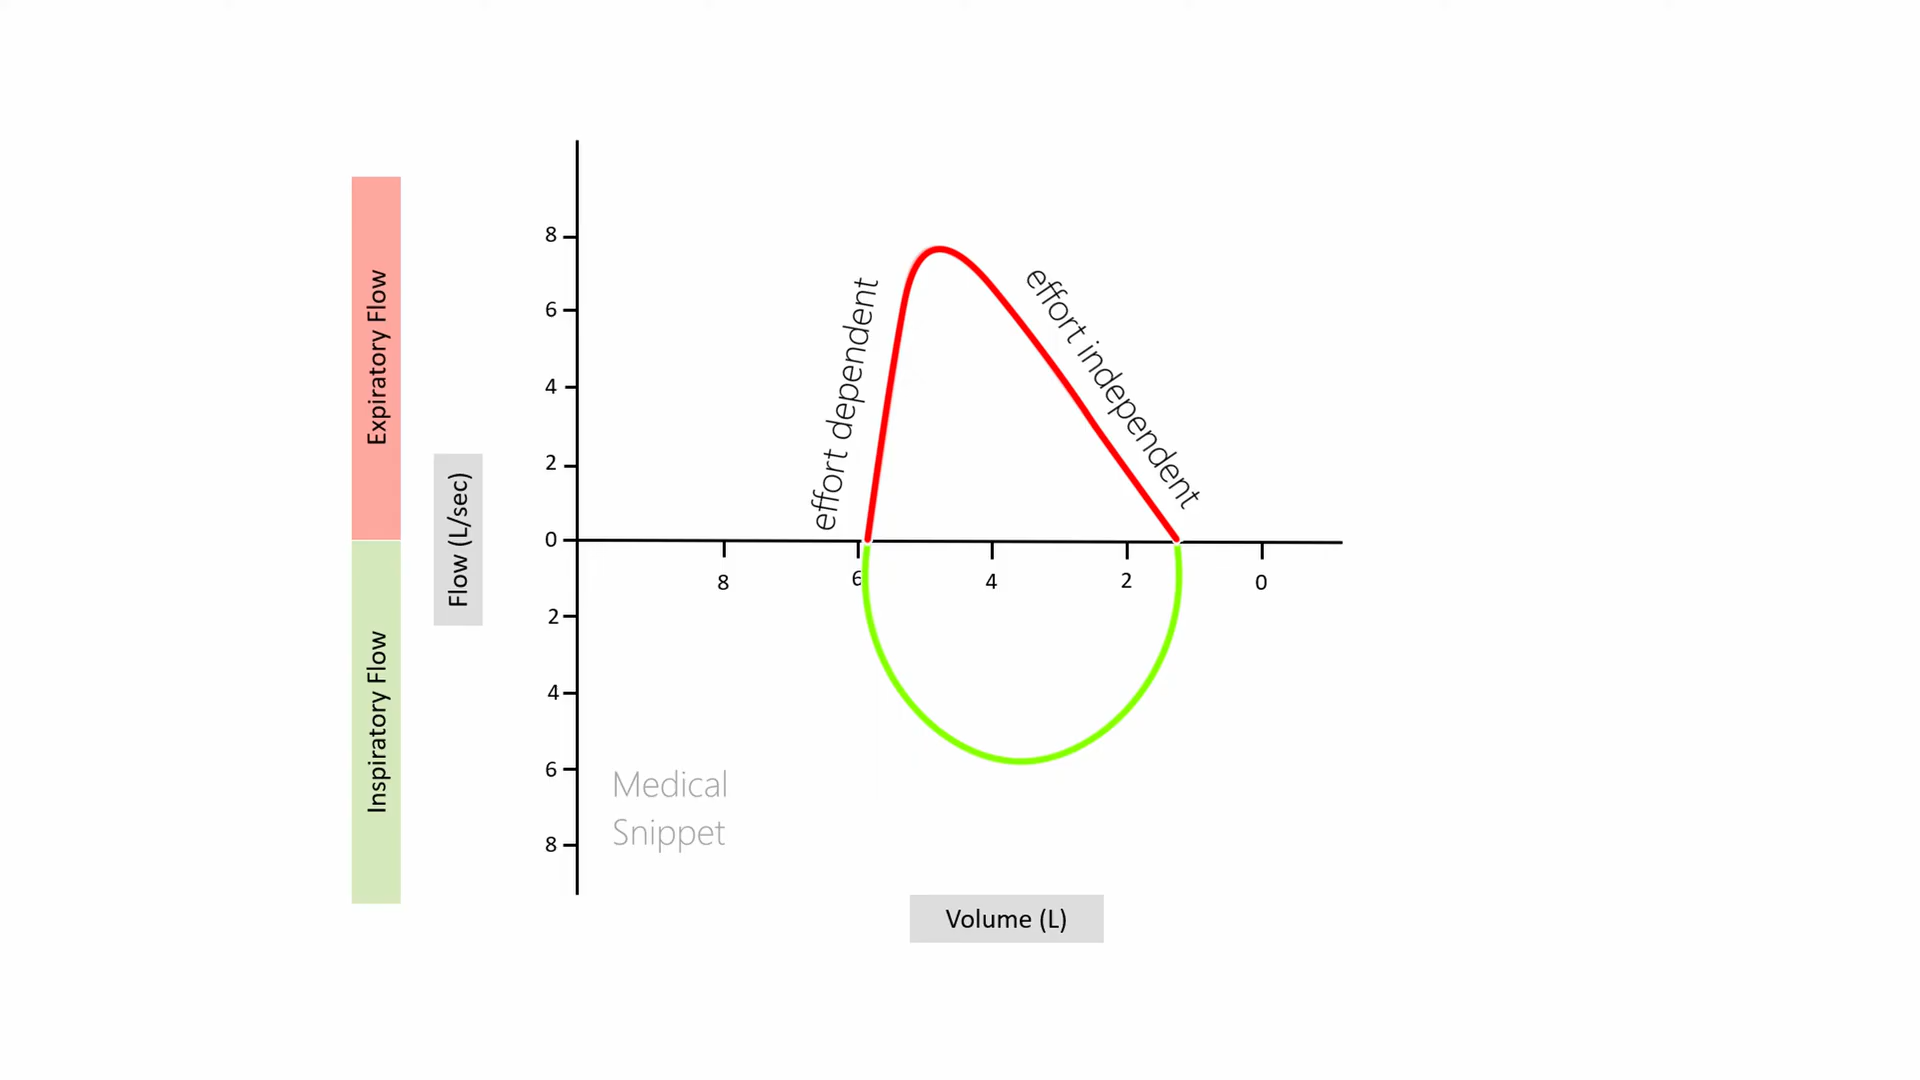 Expiratory Flow
Inspiratory Flow
Flow (L/sec)
8
6
4
2
0
2
4
6
8
effort dependent
effort independent
8
6
4
2
0
Medical
Snippet
Volume (L)